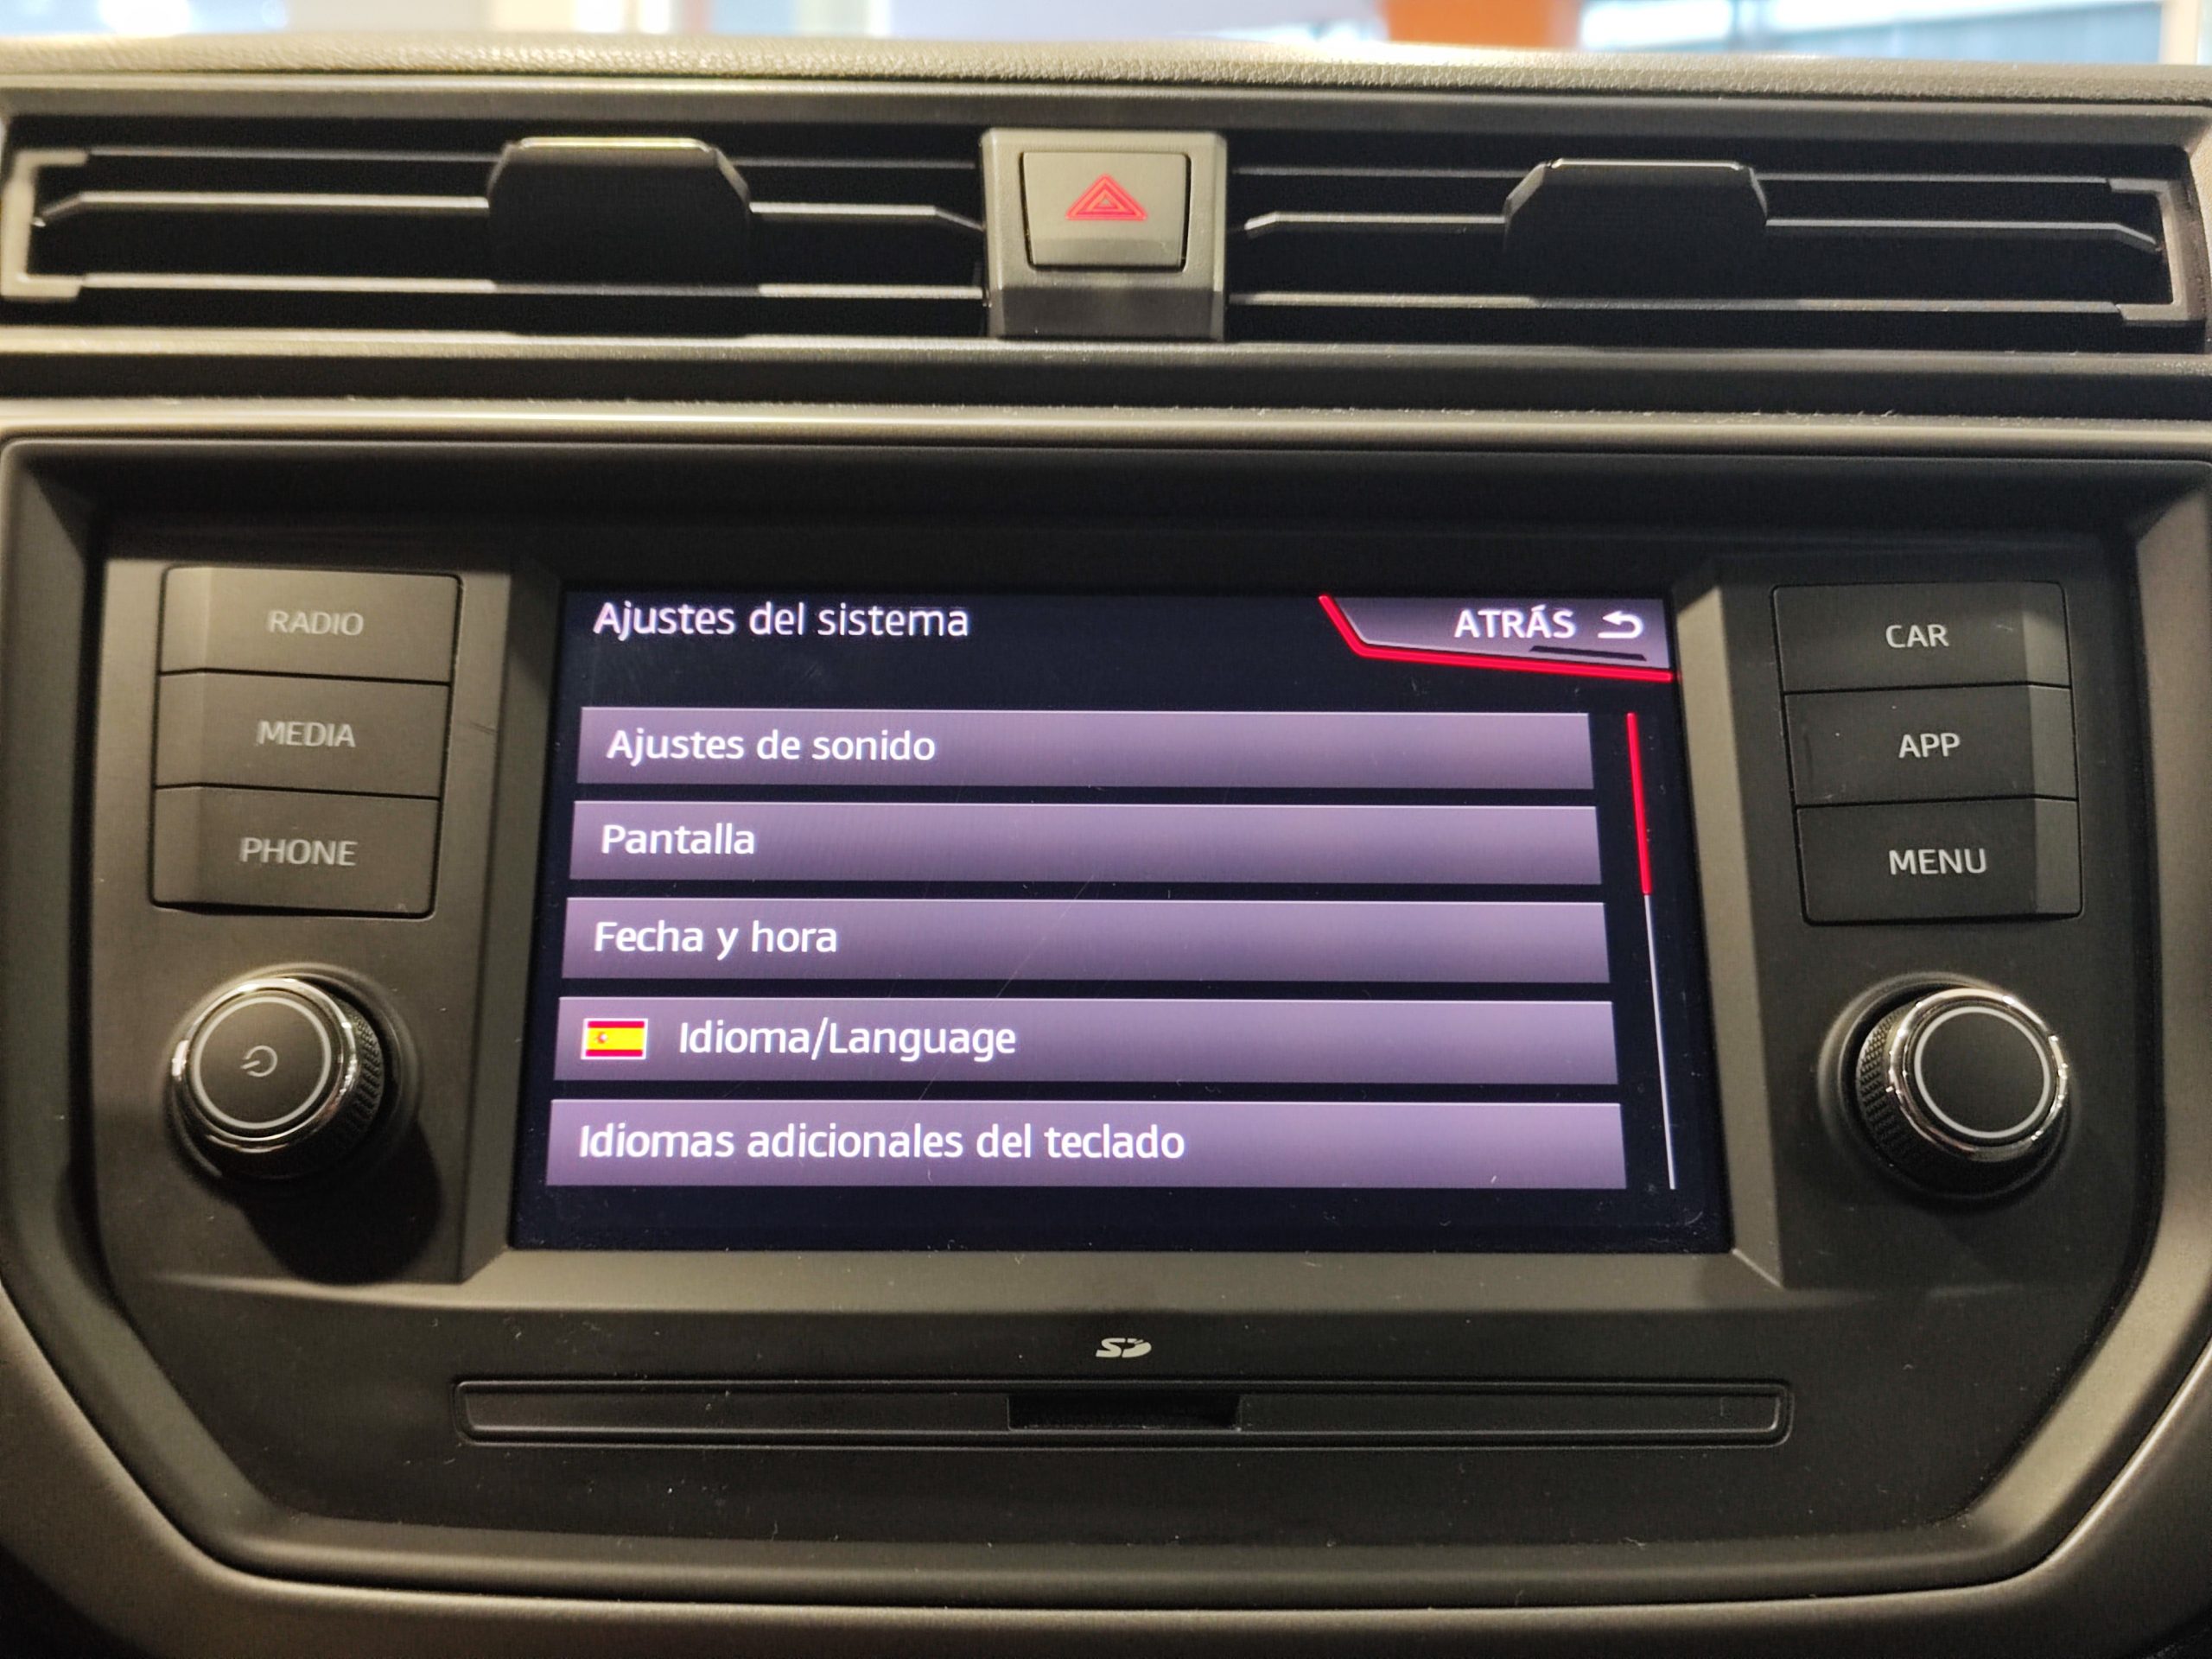 RADIO
MEDIA
PHONE
Ajustes del sistema
ATRÁS
Ajustes de sonido
Pantalla
Fecha y hora
Idioma/Language
Idiomas adicionales del teclado
CAR
APP
MENU
SD